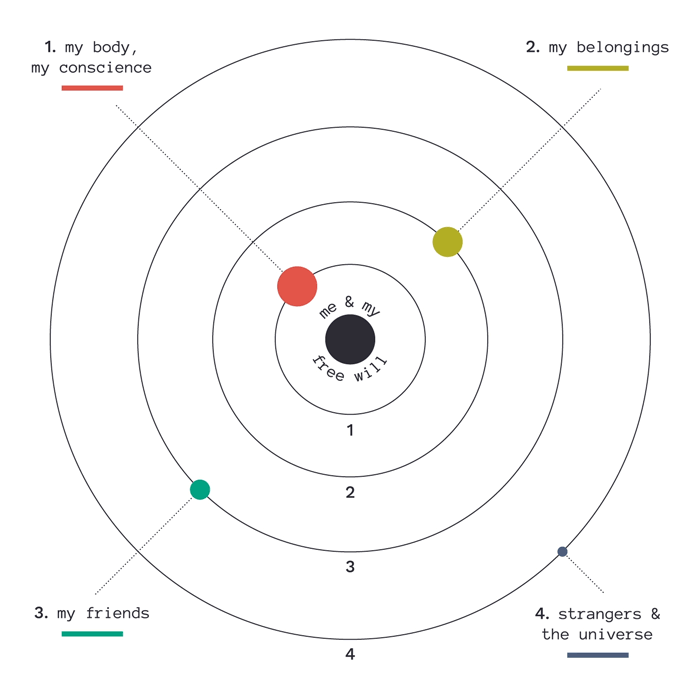 1. my body,
my conscience
2. my belongings
me & my
free will
1
2
3
4
3. my friends
4. strangers &
the universe